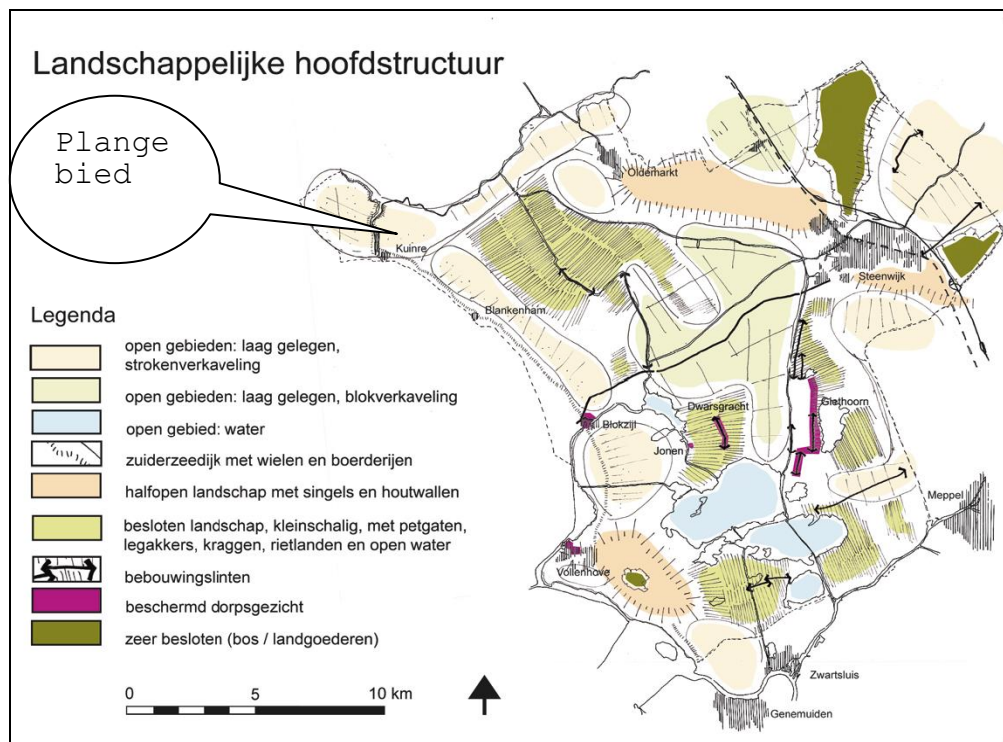 Landschappelijke hoofdstructuur
Plange
bied
Oldemarkt
Kuinre
Steenwijk
Blankenham
Legenda
open gebieden: laag gelegen,
strokenverkaveling
open gebieden: laag gelegen, blokverkaveling
open gebied: water
zuiderzeedijk met wielen en boerderijen
halfopen landschap met singels en houtwallen
besloten landschap, kleinschalig, met petgaten,
legakkers, kraggen, rietlanden en open water
bebouwingslinten
beschermd dorpsgezicht
zeer besloten (bos / landgoederen)
Dwarsgracht
Giethoorn
Blokzijl
Jonen
Meppel
Vollenhove
Zwartsluis
Genemuiden
0 5 10 km